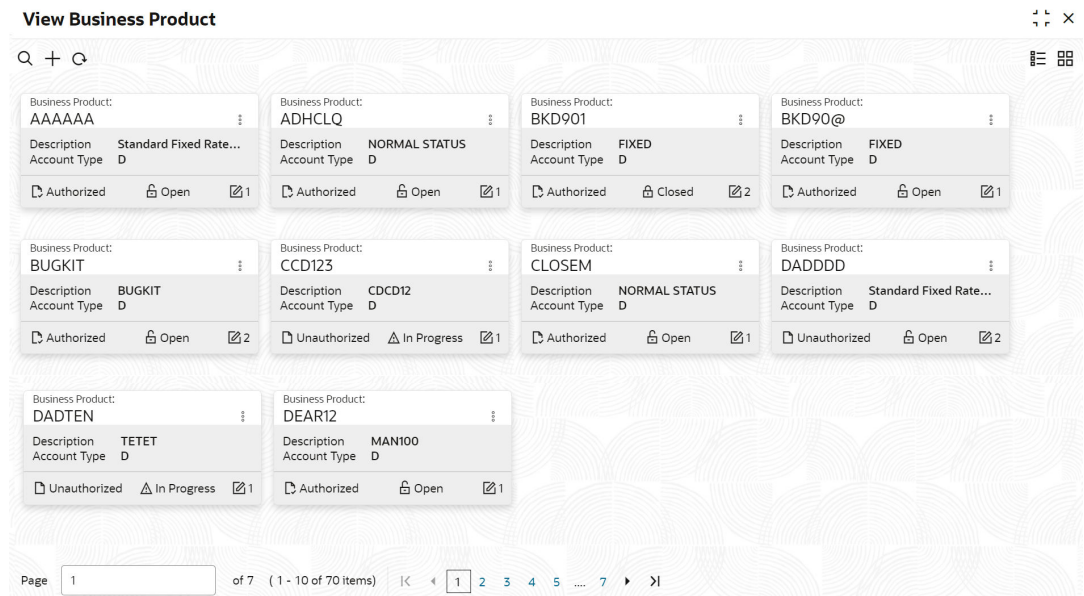 View Business Product
Business Product:
AAAAAA
Description Standard Fixed Rate...
Account Type D
Authorized Open 1
Business Product:
ADHCLQ
Description NORMAL STATUS
Account Type D
Authorized Open 1
Business Product:
BKD901
Description FIXED
Account Type D
Authorized Closed 2
Business Product:
BKD90@
Description FIXED
Account Type D
Authorized Open 1
Business Product:
BUGKIT
Description BUGKIT
Account Type D
Authorized Open 2
Business Product:
CCD123
Description CDCD12
Account Type D
Unauthorized In Progress 1
Business Product:
CLOSEM
Description NORMAL STATUS
Account Type D
Authorized Open 1
Business Product:
DADDDD
Description Standard Fixed Rate...
Account Type D
Unauthorized Open 2
Business Product:
DADTEN
Description TETET
Account Type D
Unauthorized In Progress 1
Business Product:
DEAR12
Description MAN100
Account Type D
Authorized Open 1
Page 1 of 7 (1 - 10 of 70 items) 1 2 3 4 5 .... 7